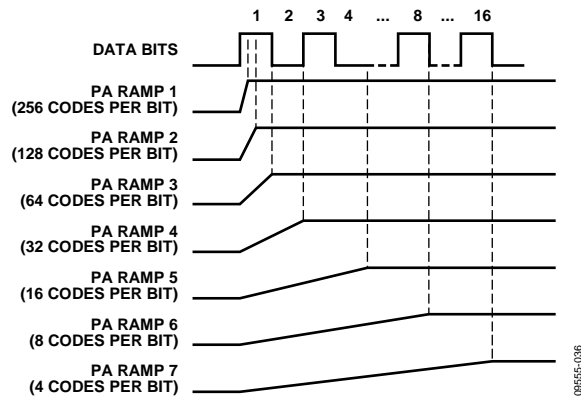 1 2 3 4 ... 8 ... 16
DATA BITS
PA RAMP 1
(256 CODES PER BIT)
PA RAMP 2
(128 CODES PER BIT)
PA RAMP 3
(64 CODES PER BIT)
PA RAMP 4
(32 CODES PER BIT)
PA RAMP 5
(16 CODES PER BIT)
PA RAMP 6
(8 CODES PER BIT)
PA RAMP 7
(4 CODES PER BIT)
09555-036